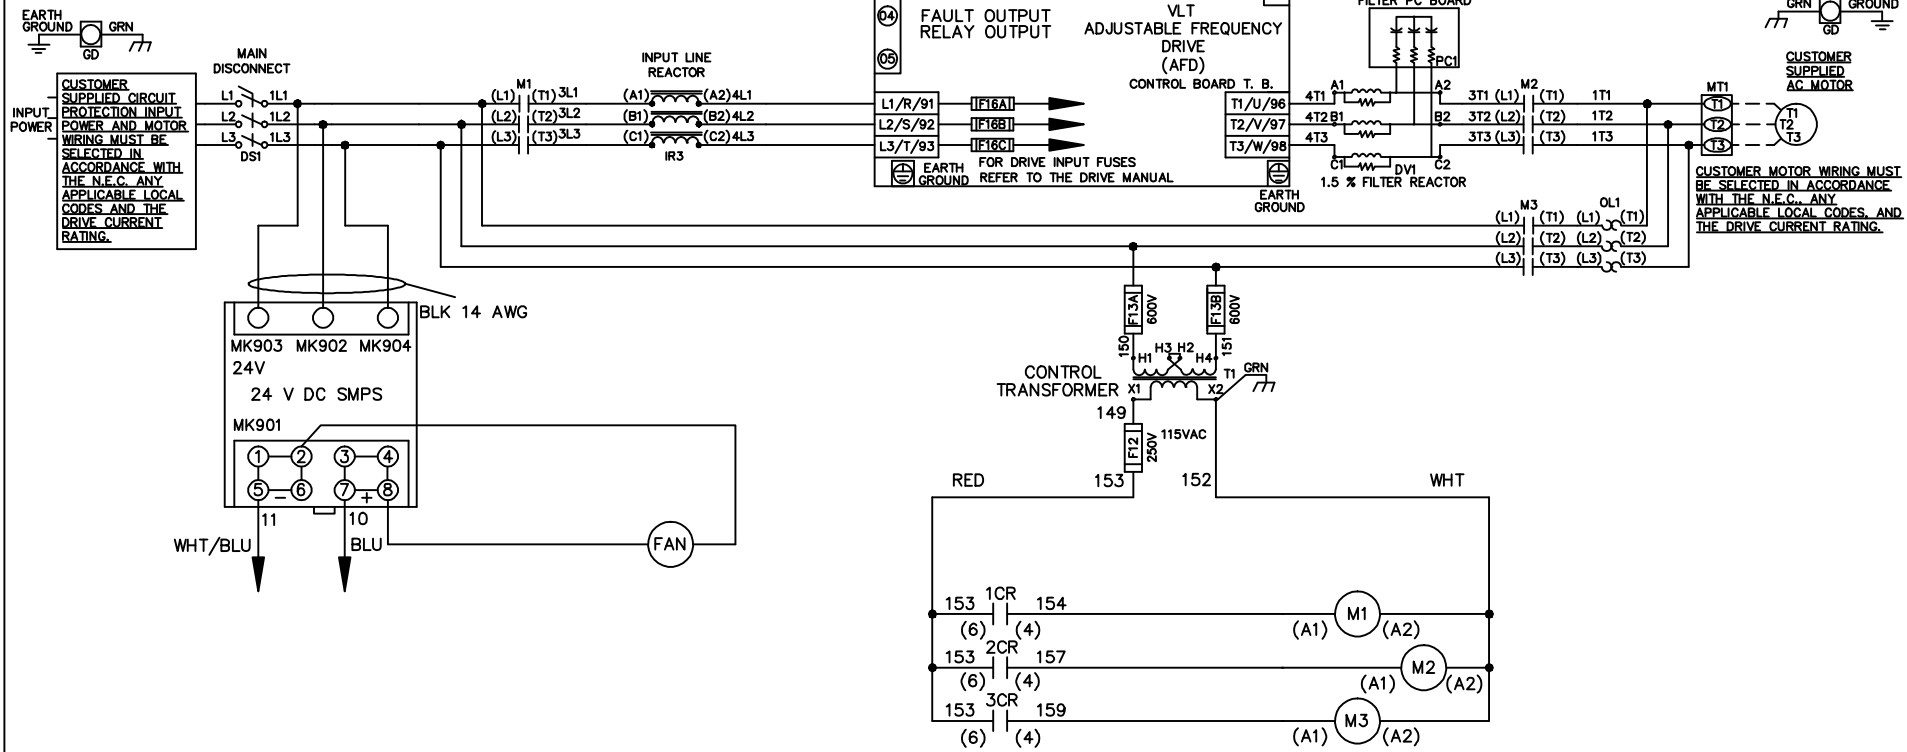 EARTH
GROUND
GRN
GD
MAIN
DISCONNECT
CUSTOMER
SUPPLIED CIRCUIT
PROTECTION INPUT
POWER AND MOTOR
WIRING MUST BE
SELECTED IN
ACCORDANCE WITH
THE N.E.C. ANY
APPLICABLE LOCAL
CODES AND THE
DRIVE CURRENT
RATING.
INPUT
POWER
L1 1L1
L2 1L2
L3 1L3
DS1
M1
(L1) (T1) 3L1
(L2) (T2) 3L2
(L3) (T3) 3L3
INPUT LINE
REACTOR
(A1) (A2) 4L1
(B1) (B2) 4L2
(C1) (C2) 4L3
IR3
04
05
FAULT OUTPUT
RELAY OUTPUT
VLT
ADJUSTABLE FREQUENCY
DRIVE
(AFD)
CONTROL BOARD T. B.
L1/R/91 F16A T1/U/96
L2/S/92 F16B T2/V/97
L3/T/93 F16C T3/W/98
EARTH
GROUND
FOR DRIVE INPUT FUSES
REFER TO THE DRIVE MANUAL
EARTH
GROUND
FILTER PC BOARD
PC1
4T1 A1 A2
4T2 B1 B2
4T3 C1 C2
DV1
1.5 % FILTER REACTOR
M2
3T1 (L1) (T1) 1T1
3T2 (L2) (T2) 1T2
3T3 (L3) (T3) 1T3
GRN
GROUND
GD
CUSTOMER
SUPPLIED
AC MOTOR
MT1
T1 T1
T2 T2
T3 T3
CUSTOMER MOTOR WIRING MUST
BE SELECTED IN ACCORDANCE
WITH THE N.E.C., ANY
APPLICABLE LOCAL CODES, AND
THE DRIVE CURRENT RATING.
M3 OL1
(L1) (T1) (L1) (T1)
(L2) (T2) (L2) (T2)
(L3) (T3) (L3) (T3)
BLK 14 AWG
MK903 MK902 MK904
24V
24 V DC SMPS
MK901
1 2 3 4
5 - 6 7 + 8
11 10
WHT/BLU BLU
FAN
F13A 600V
F13B 600V
150 151
H1 H3 H2 H4
CONTROL
TRANSFORMER
X1 X2 T1
GRN
149
F12 250V
115VAC
RED 153 152 WHT
1CR
153 154
(6) (4)
M1
(A1) (A2)
2CR
153 157
(6) (4)
M2
(A1) (A2)
3CR
153 159
(6) (4)
M3
(A1) (A2)